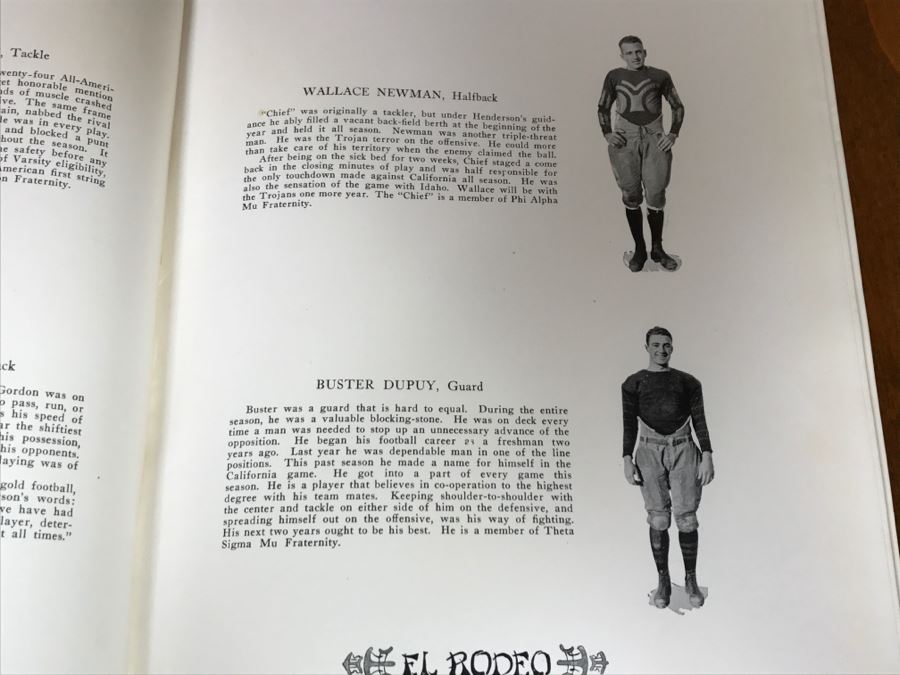 , Tackle
wenty-four All-Ameri-
et honorable mention
nds of muscle crashed
ve. The same frame
ain, nabbed the rival
le was in every play.
and blocked a punt
hout the season. It
he safety before any
of Varsity eligibility,
American first string
n Fraternity.
ck
Gordon was on
o pass, run, or
s his speed of
ar the shiftiest
his possession,
his opponents.
laying was of
gold football,
son's words:
ve have had
layer, deter-
t all times."
WALLACE NEWMAN, Halfback
"Chief" was originally a tackler, but under Henderson's guid-
ance he ably filled a vacant back-field berth at the beginning of the
year and held it all season. Newman was another triple-threat
man. He was the Trojan terror on the offensive. He could more
than take care of his territory when the enemy claimed the ball.
After being on the sick bed for two weeks, Chief staged a come
back in the closing minutes of play and was half responsible for
the only touchdown made against California all season. He was
also the sensation of the game with Idaho. Wallace will be with
the Trojans one more year. The "Chief" is a member of Phi Alpha
Mu Fraternity.
BUSTER DUPUY, Guard
Buster was a guard that is hard to equal. During the entire
season, he was a valuable blocking-stone. He was on deck every
time a man was needed to stop up an unnecessary advance of the
opposition. He began his football career as a freshman two
years ago. Last year he was dependable man in one of the line
positions. This past season he made a name for himself in the
California game. He got into a part of every game this
season. He is a player that believes in co-operation to the highest
degree with his team mates. Keeping shoulder-to-shoulder with
the center and tackle on either side of him on the defensive, and
spreading himself out on the offensive, was his way of fighting.
His next two years ought to be his best. He is a member of Theta
Sigma Mu Fraternity.
EL RODEO